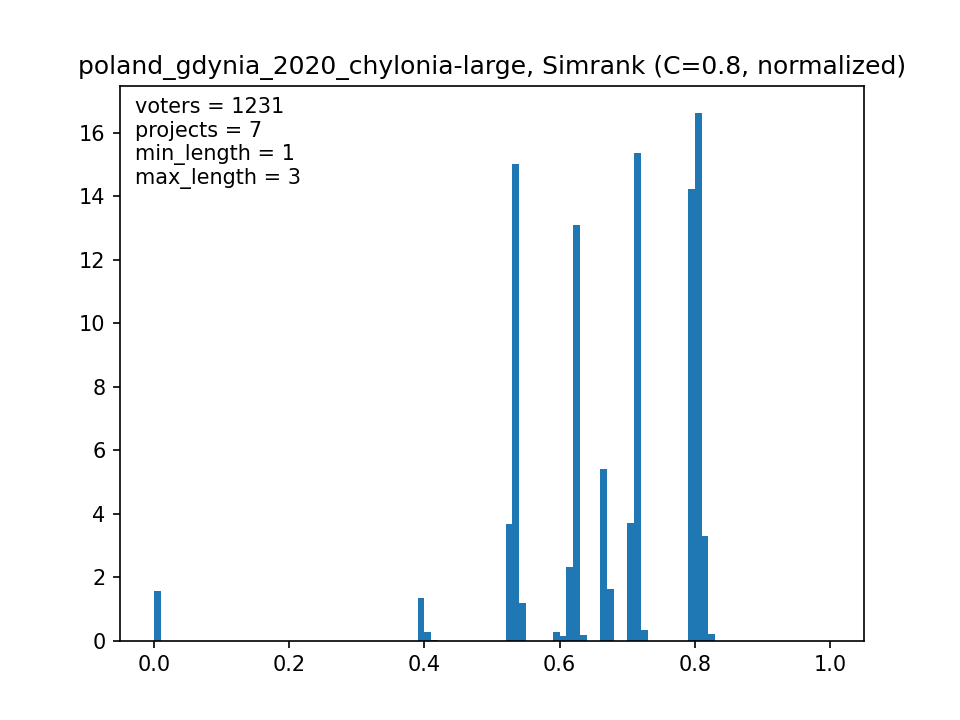 poland_gdynia_2020_chylonia-large, Simrank (C=0.8, normalized)
voters = 1231
projects = 7
min_length = 1
max_length = 3
16
14
12
10
8
6
4
2
0
0.0 0.2 0.4 0.6 0.8 1.0